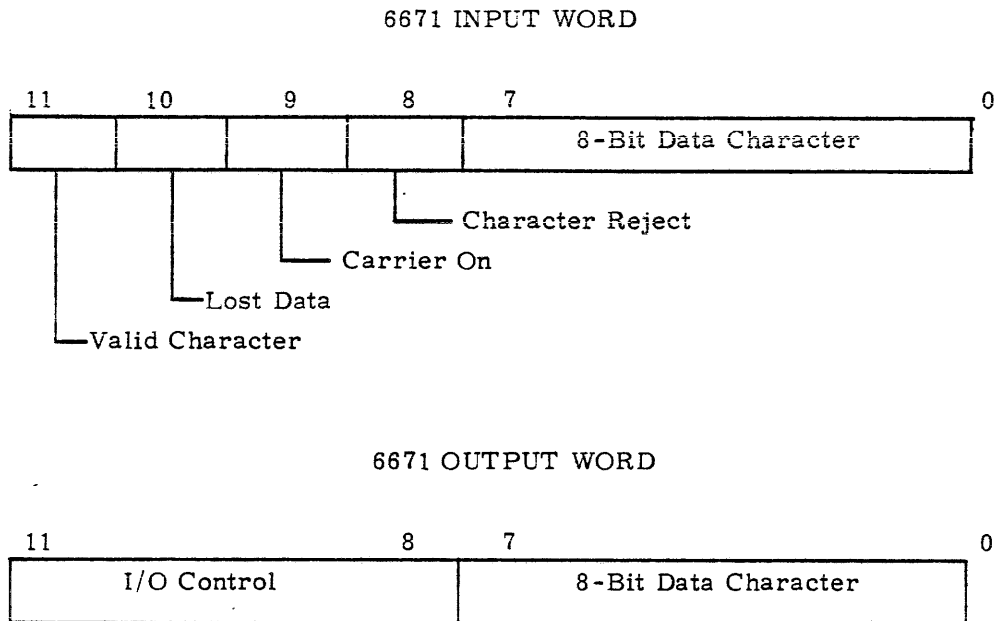 6671 INPUT WORD
11 10 9 8 7 0
8-Bit Data Character
Character Reject
Carrier On
Lost Data
Valid Character
6671 OUTPUT WORD
11 8 7 0
I/O Control 8-Bit Data Character